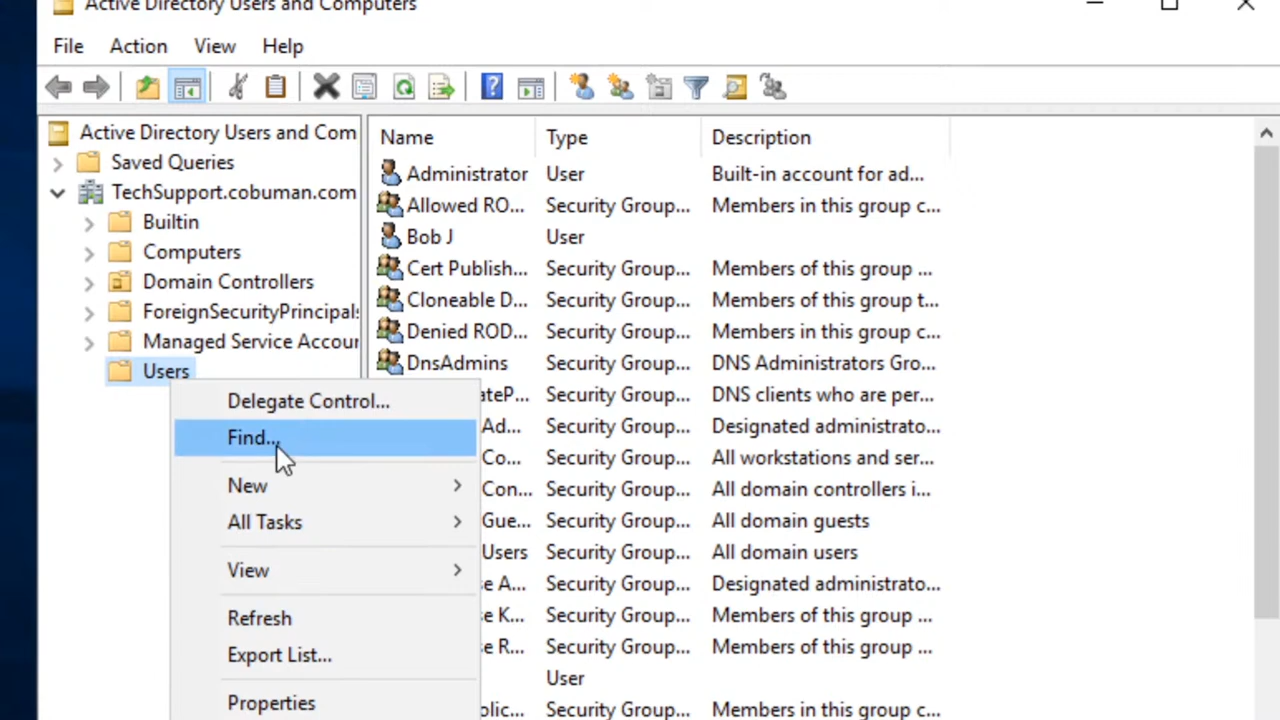 Active Directory Users and Computers
File Action View Help
Active Directory Users and Com
Saved Queries
TechSupport.cobuman.com
Builtin
Computers
Domain Controllers
ForeignSecurityPrincipals
Managed Service Accour
Users
Name Type Description
Administrator User Built-in account for ad...
Allowed RO... Security Group... Members in this group c...
Bob J User
Cert Publish... Security Group... Members of this group ...
Cloneable D... Security Group... Members of this group t...
Denied ROD... Security Group... Members in this group c...
DnsAdmins Security Group... DNS Administrators Gro...
ateP... Security Group... DNS clients who are per...
Ad... Security Group... Designated administrato...
Co... Security Group... All workstations and ser...
Con... Security Group... All domain controllers i...
Gue... Security Group... All domain guests
Users Security Group... All domain users
se A... Security Group... Designated administrato...
se K... Security Group... Members of this group ...
se R... Security Group... Members of this group ...
User
olic... Security Group... Members in this group c...
Delegate Control...
Find...
New
All Tasks
View
Refresh
Export List...
Properties